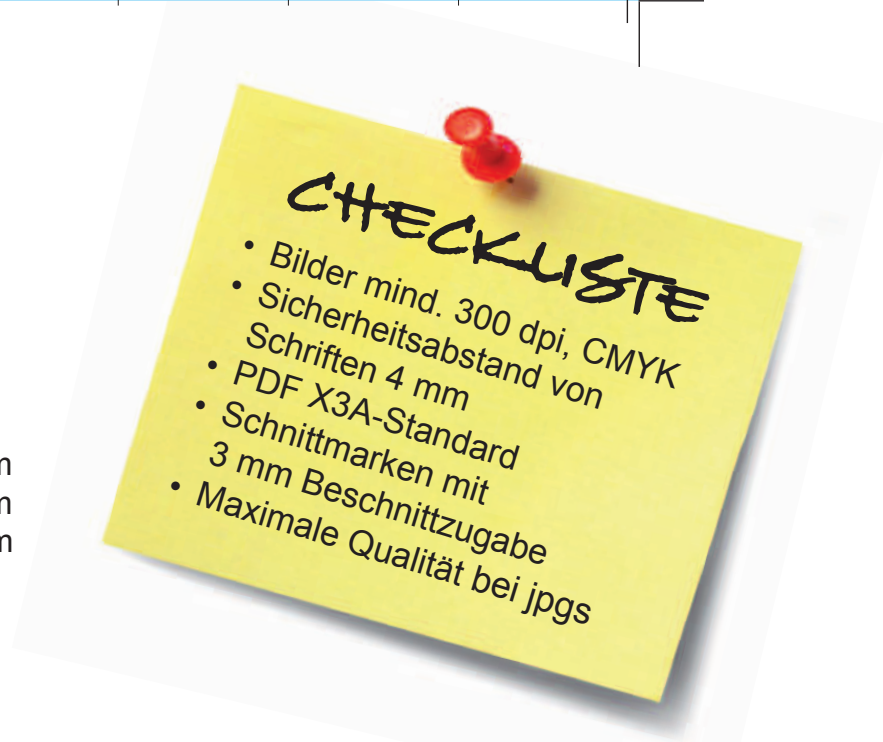 CHECKLISTE
• Bilder mind. 300 dpi, CMYK
• Sicherheitsabstand von
Schriften 4 mm
• PDF X3A-Standard
• Schnittmarken mit
3 mm Beschnittzugabe
• Maximale Qualität bei jpgs
m
m
m